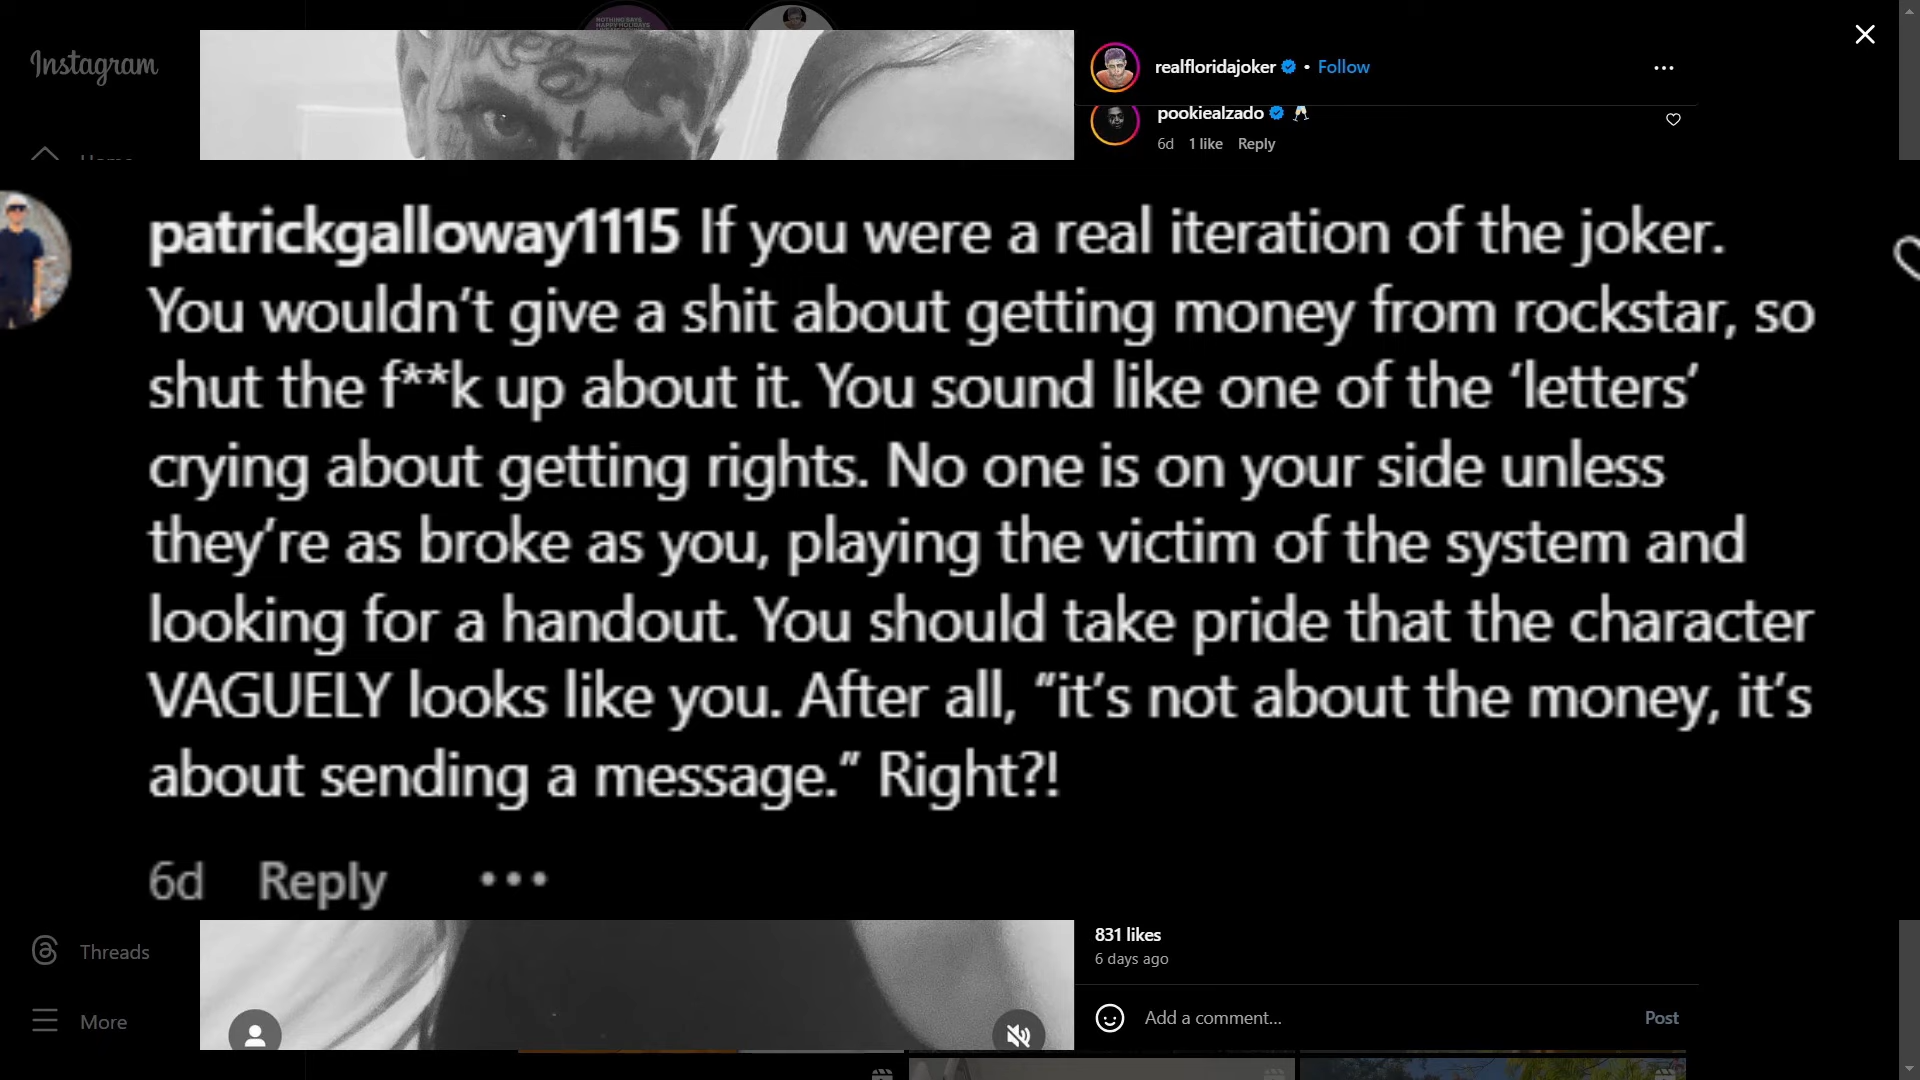 NOTHING SAYS
HAPPY HOLIDAYS
Instagram
realfloridajoker • Follow
pookiealzado
6d 1 like Reply
patrickgalloway1115 If you were a real iteration of the joker.
You wouldn’t give a shit about getting money from rockstar, so
shut the f**k up about it. You sound like one of the ‘letters’
crying about getting rights. No one is on your side unless
they’re as broke as you, playing the victim of the system and
looking for a handout. You should take pride that the character
VAGUELY looks like you. After all, “it’s not about the money, it’s
about sending a message.” Right?!
6d Reply
831 likes
6 days ago
Threads
Add a comment...
Post
More